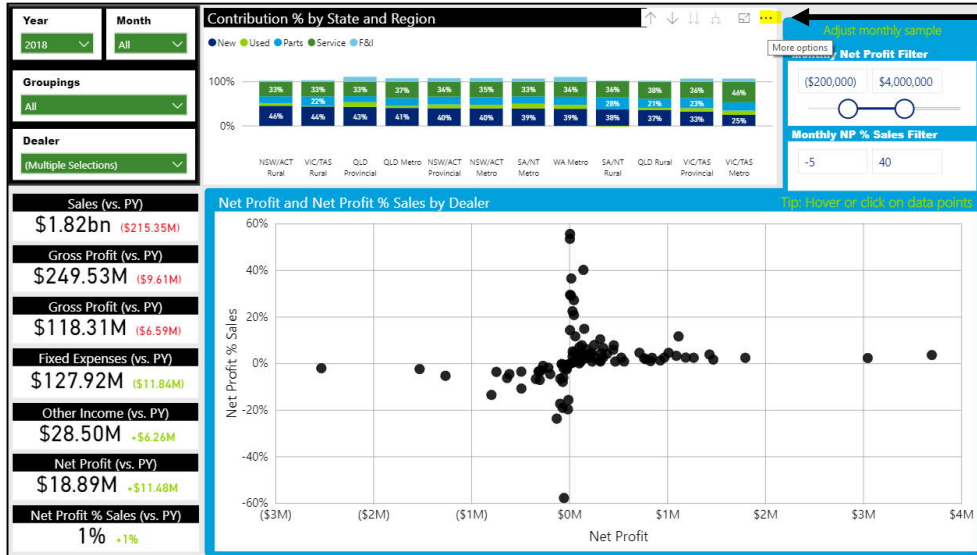 Year
Month
2018
All
Groupings
All
Dealer
(Multiple Selections)
Contribution % by State and Region
More options
New Used Parts Service F&I
100%
0%
33% 33% 33% 37% 34% 35% 33% 34% 36% 38% 36% 46%
22% 28% 21% 23%
46% 44% 43% 41% 40% 40% 39% 39% 38% 37% 33% 25%
NSW/ACT Rural
VIC/TAS Rural
QLD Provincial
QLD Metro
NSW/ACT Provincial
NSW/ACT Metro
SA/NT Metro
WA Metro
SA/NT Rural
QLD Rural
VIC/TAS Provincial
VIC/TAS Metro
Adjust monthly sample
Net Profit Filter
($200,000) $4,000,000
Monthly NP % Sales Filter
-5 40
Sales (vs. PY)
$1.82bn ($215.35M)
Gross Profit (vs. PY)
$249.53M ($9.61M)
Gross Profit (vs. PY)
$118.31M ($6.59M)
Fixed Expenses (vs. PY)
$127.92M ($11.84M)
Other Income (vs. PY)
$28.50M +$6.26M
Net Profit (vs. PY)
$18.89M +$11.48M
Net Profit % Sales (vs. PY)
1% +1%
Net Profit and Net Profit % Sales by Dealer
Tip: Hover or click on data points
Net Profit % Sales
60%
40%
20%
0%
-20%
-40%
-60%
($3M) ($2M) ($1M) $0M $1M $2M $3M $4M
Net Profit